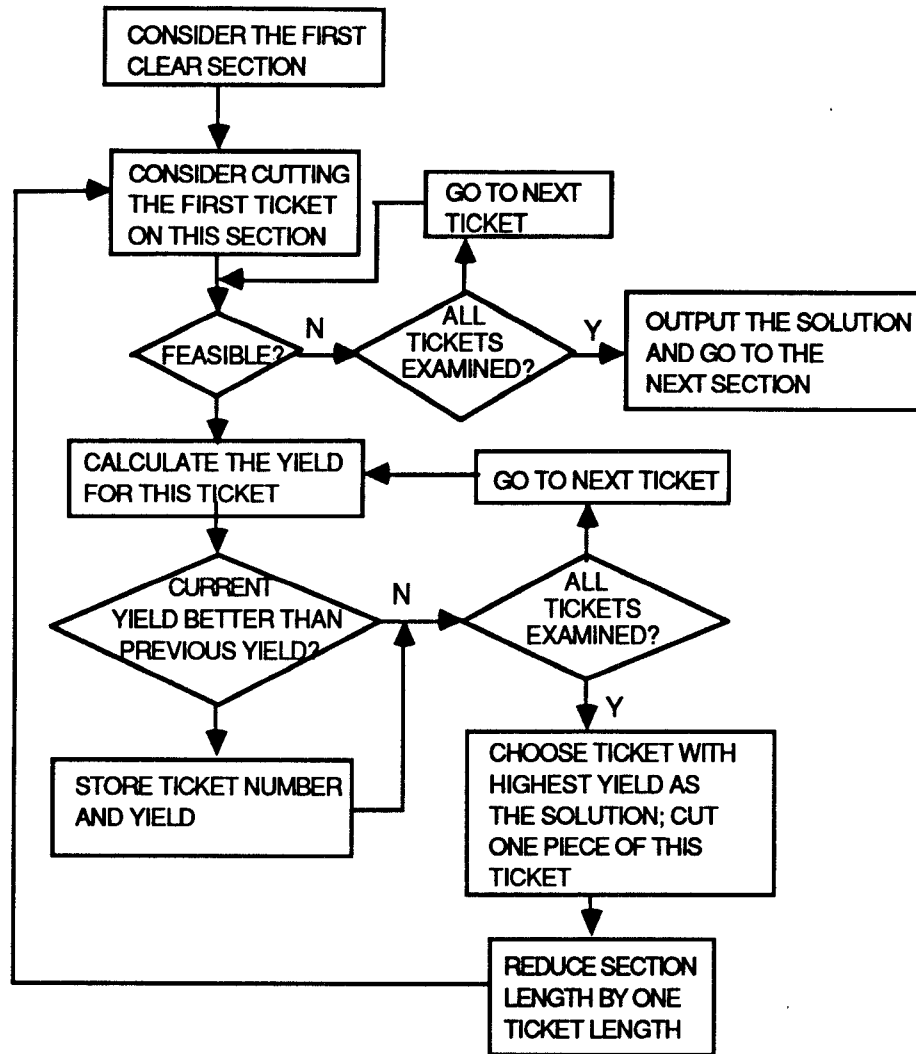 CONSIDER THE FIRST
CLEAR SECTION
CONSIDER CUTTING
THE FIRST TICKET
ON THIS SECTION
GO TO NEXT
TICKET
FEASIBLE?
N
ALL
TICKETS
EXAMINED?
Y
OUTPUT THE SOLUTION
AND GO TO THE
NEXT SECTION
CALCULATE THE YIELD
FOR THIS TICKET
GO TO NEXT TICKET
CURRENT
YIELD BETTER THAN
PREVIOUS YIELD?
N
ALL
TICKETS
EXAMINED?
Y
STORE TICKET NUMBER
AND YIELD
CHOOSE TICKET WITH
HIGHEST YIELD AS
THE SOLUTION; CUT
ONE PIECE OF THIS
TICKET
REDUCE SECTION
LENGTH BY ONE
TICKET LENGTH